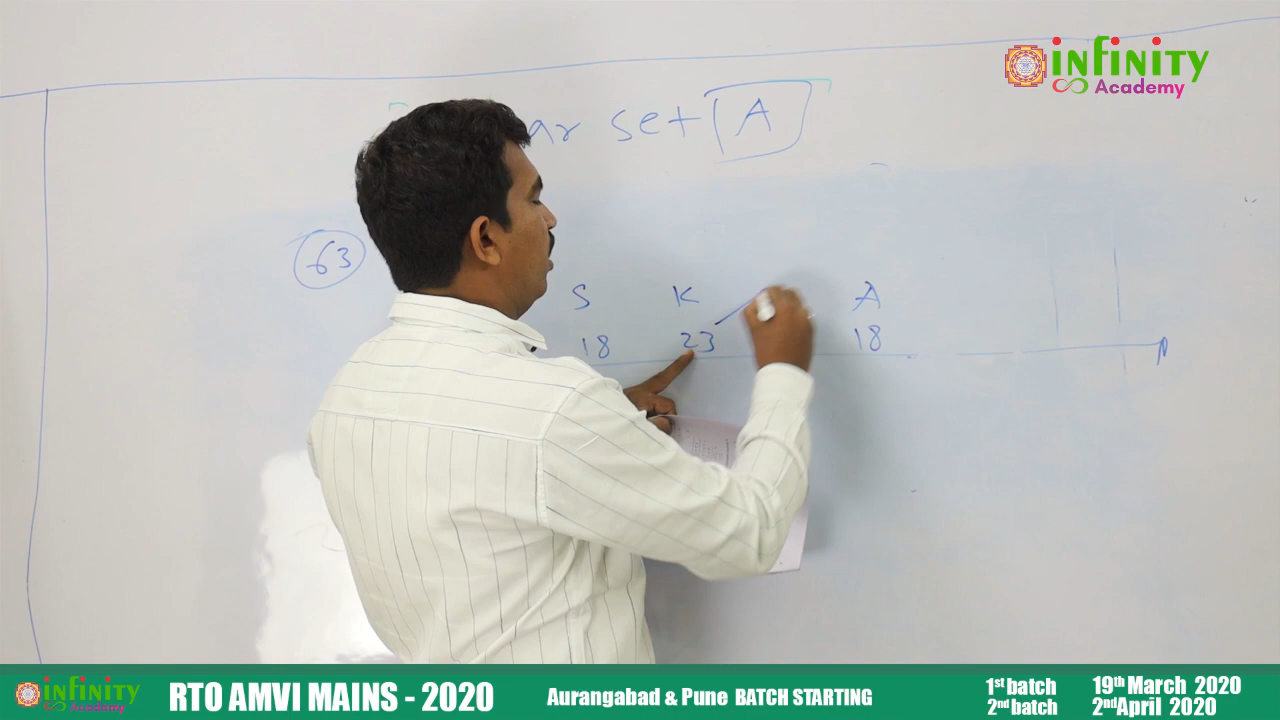 infinity
Academy
ar set A
63
S K A
18 23 18
infinity
Academy
RTO AMVI MAINS - 2020
Aurangabad & Pune BATCH STARTING
1st batch 19th March 2020
2nd batch 2nd April 2020